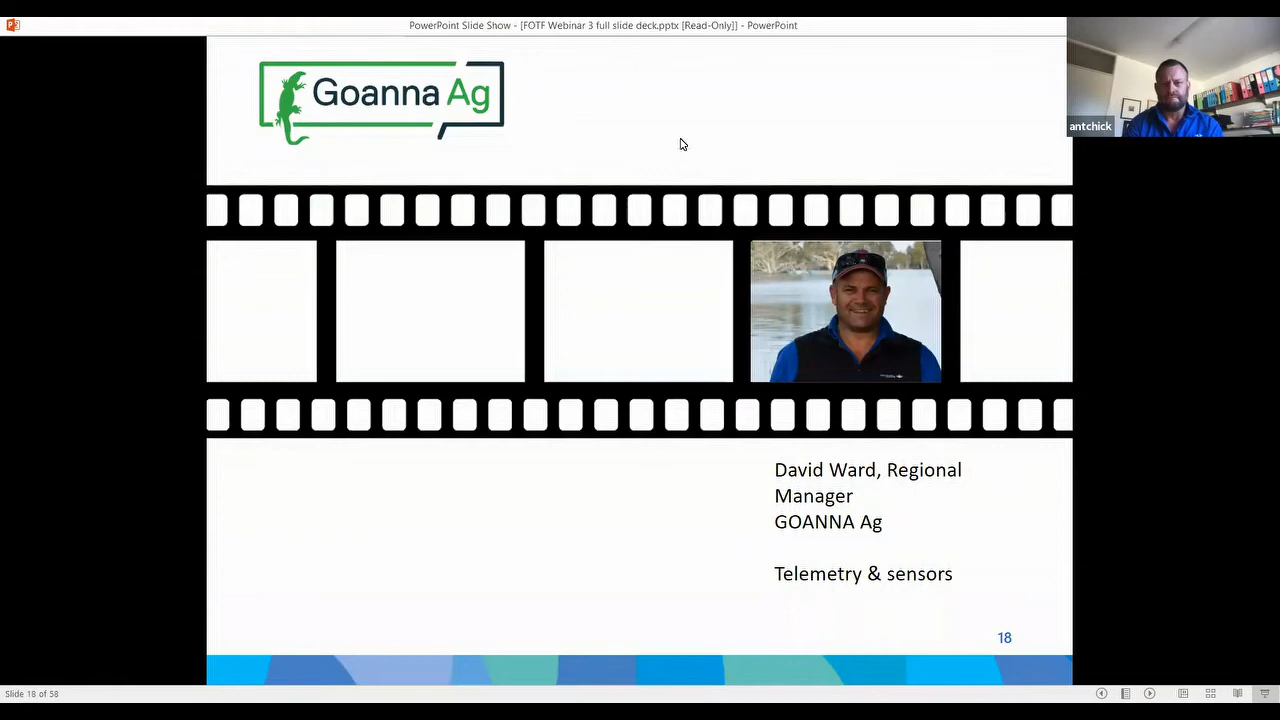 PowerPoint Slide Show - [FOTF Webinar 3 full slide deck.pptx [Read-Only]] - PowerPoint
Goanna Ag
antchick
David Ward, Regional
Manager
GOANNA Ag
Telemetry & sensors
18
Slide 18 of 58